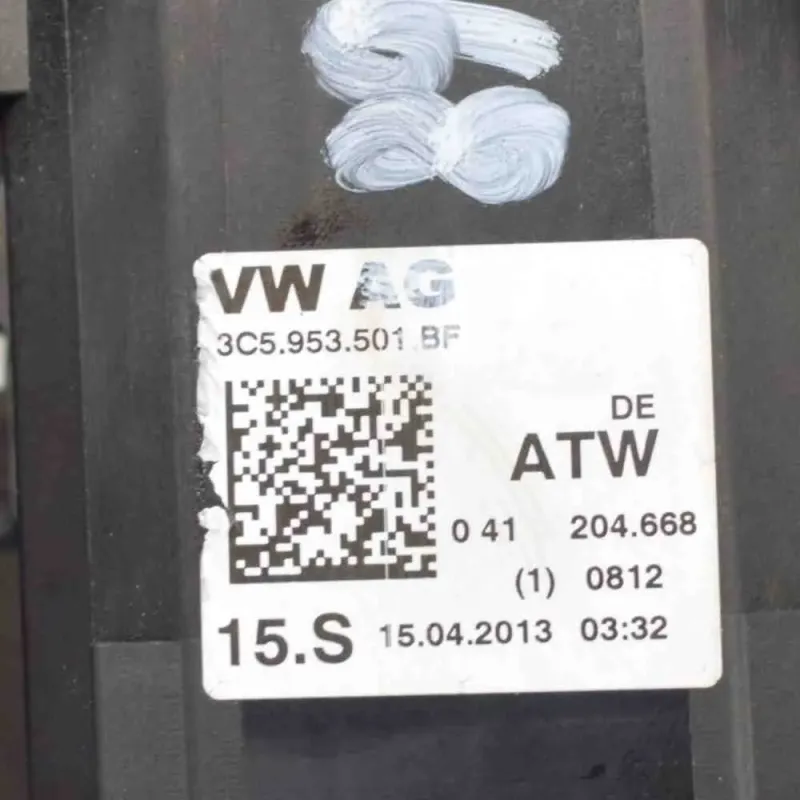 VW AG
3C5.953.501.BF
DE
ATW
0 41 204.668
(1) 0812
15.S 15.04.2013 03:32